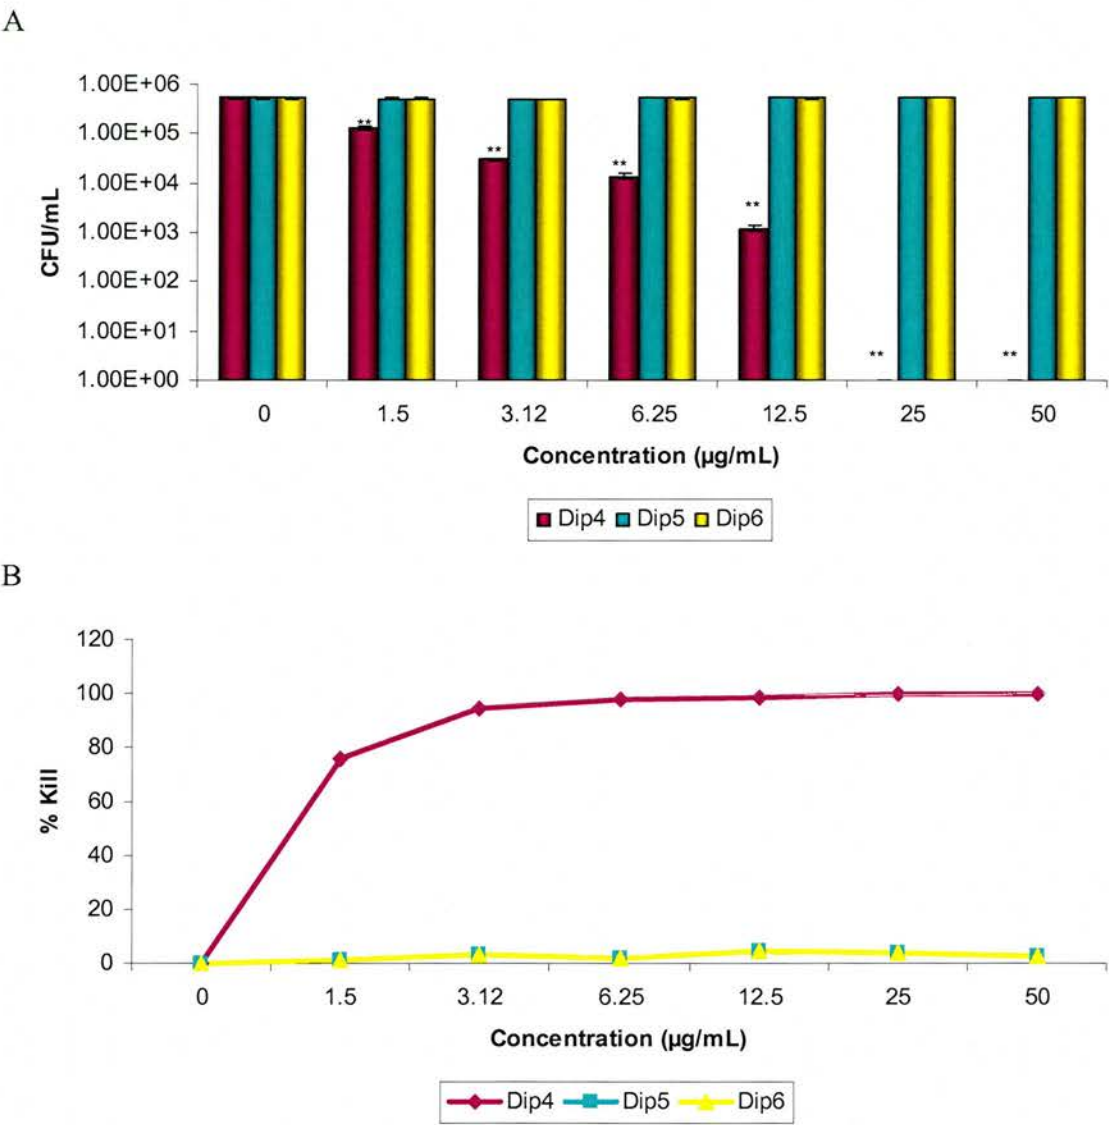 A
1.00E+06
1.00E+05
1.00E+04
1.00E+03
1.00E+02
1.00E+01
1.00E+00
CFU/mL
**
**
**
**
**
**
0 1.5 3.12 6.25 12.5 25 50
Concentration (µg/mL)
Dip4 Dip5 Dip6
B
120
100
80
60
40
20
0
% Kill
0 1.5 3.12 6.25 12.5 25 50
Concentration (µg/mL)
Dip4 Dip5 Dip6